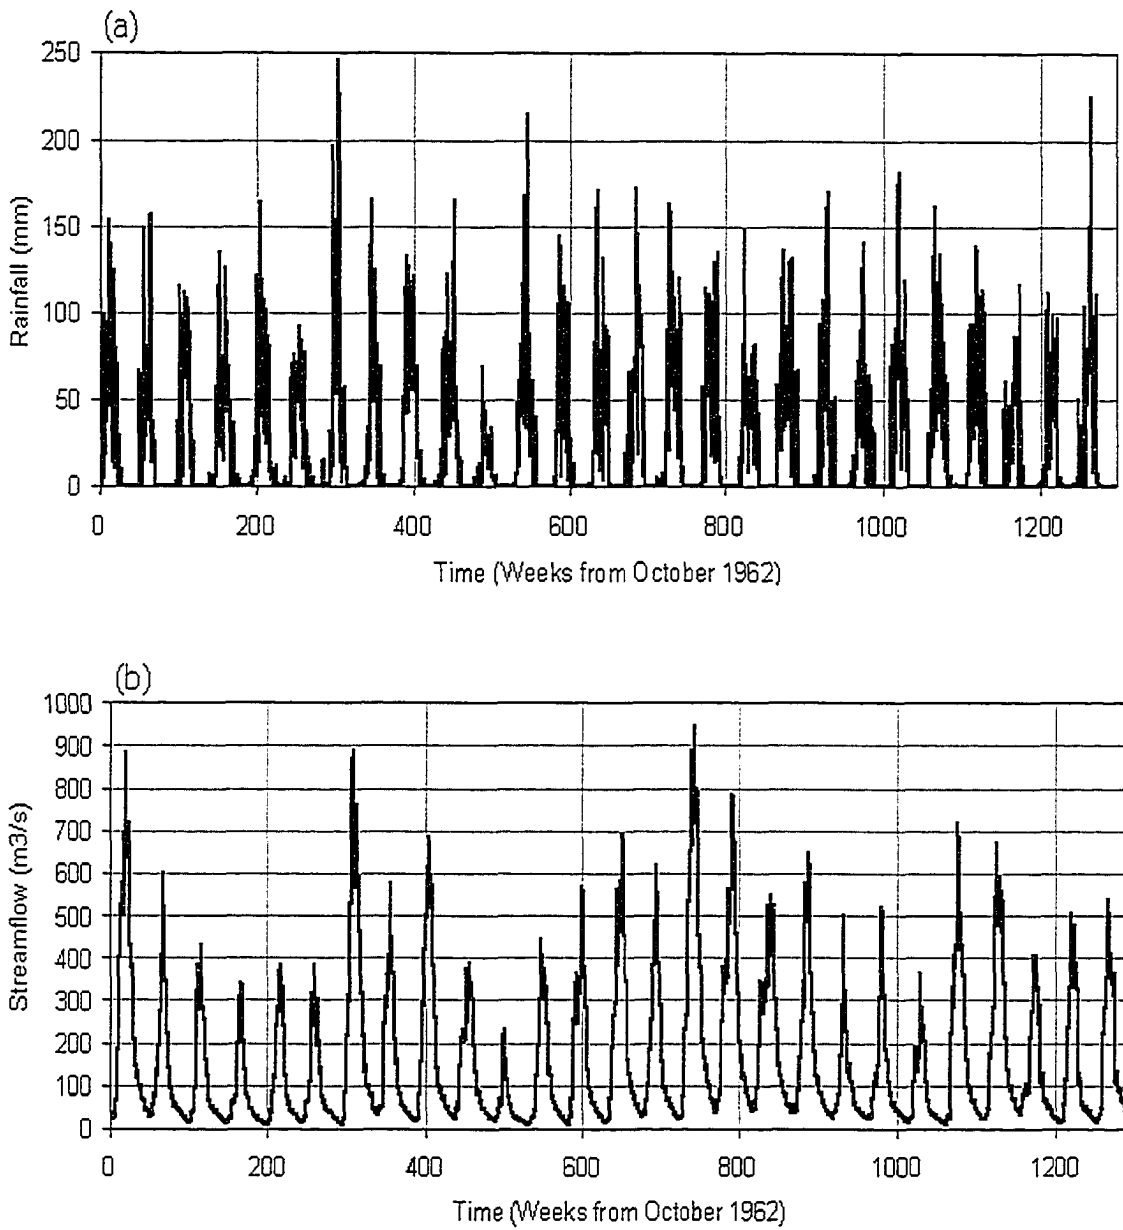 (a)
250
200
150
100
50
0
Rainfall (mm)
0 200 400 600 800 1000 1200
Time (Weeks from October 1962)
(b)
1000
900
800
700
600
500
400
300
200
100
0
Streamflow (m3/s)
0 200 400 600 800 1000 1200
Time (Weeks from October 1962)